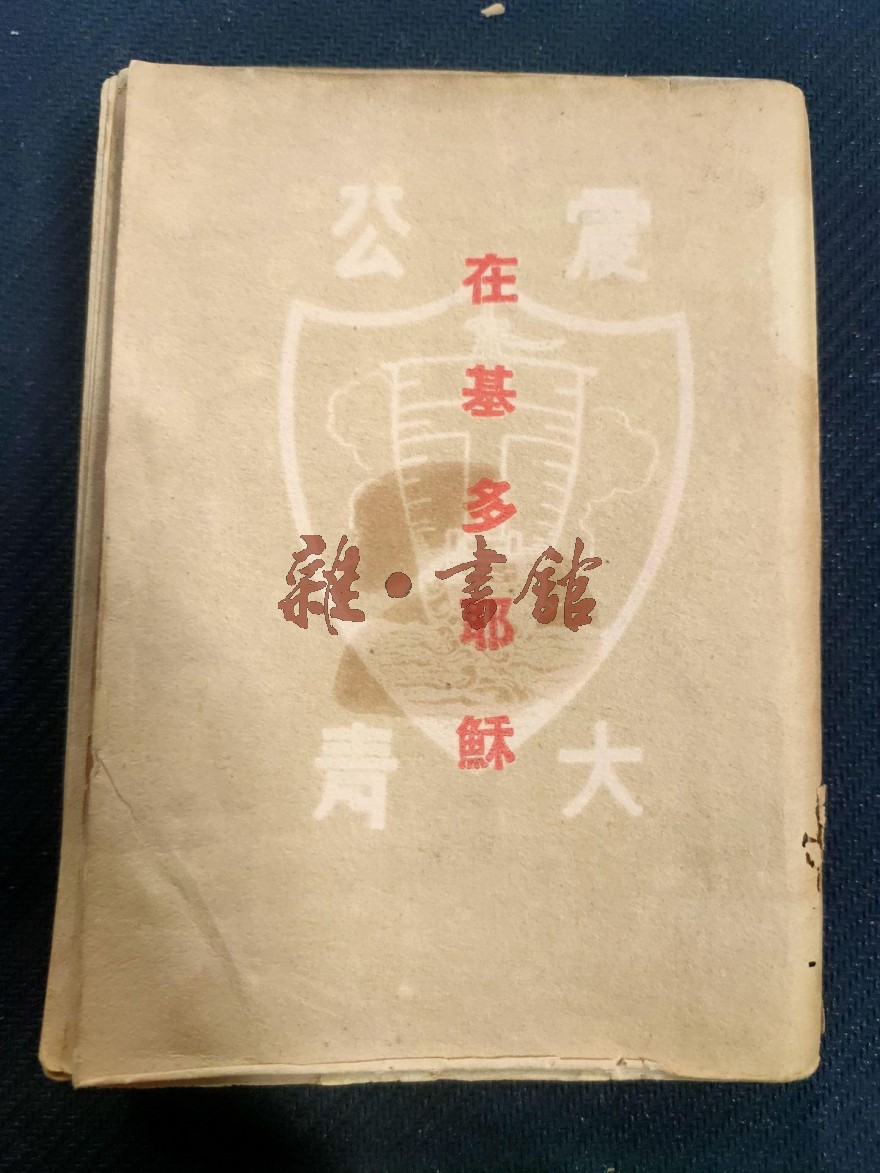 震大
公青
在基多耶穌
雜·書館